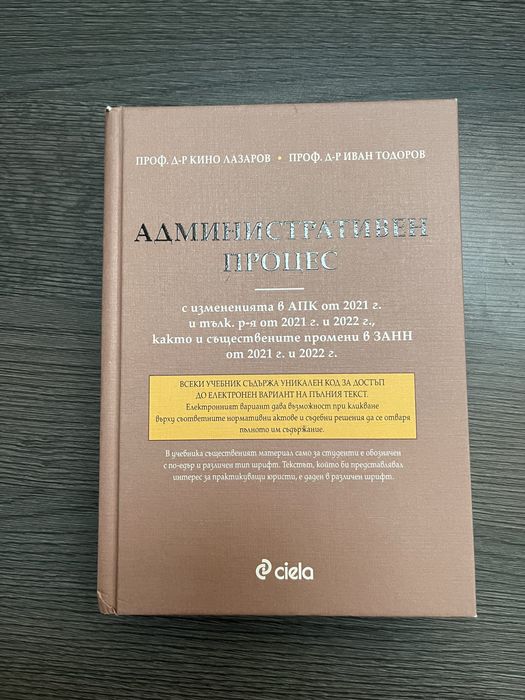 ПРОФ. Д-Р КИНО ЛАЗАРОВ • ПРОФ. Д-Р ИВАН ТОДОРОВ
АДМИНИСТРАТИВЕН
ПРОЦЕС
с измененията в АПК от 2021 г.
и тълк. р-я от 2021 г. и 2022 г.,
както и съществените промени в ЗАНН
от 2021 г. и 2022 г.
ВСЕКИ УЧЕБНИК СЪДЪРЖА УНИКАЛЕН КОД ЗА ДОСТЪП
ДО ЕЛЕКТРОНЕН ВАРИАНТ НА ПЪЛНИЯ ТЕКСТ.
Електронният вариант дава възможност при кликване
върху съответните нормативни актове и съдебни решения да се отваря
пълното им съдържание.
В учебника същественият материал само за студенти е обозначен
с по-едър и различен тип шрифт. Текстът, който би представлявал
интерес за практикуващи юристи, е даден в различен шрифт.
ciela